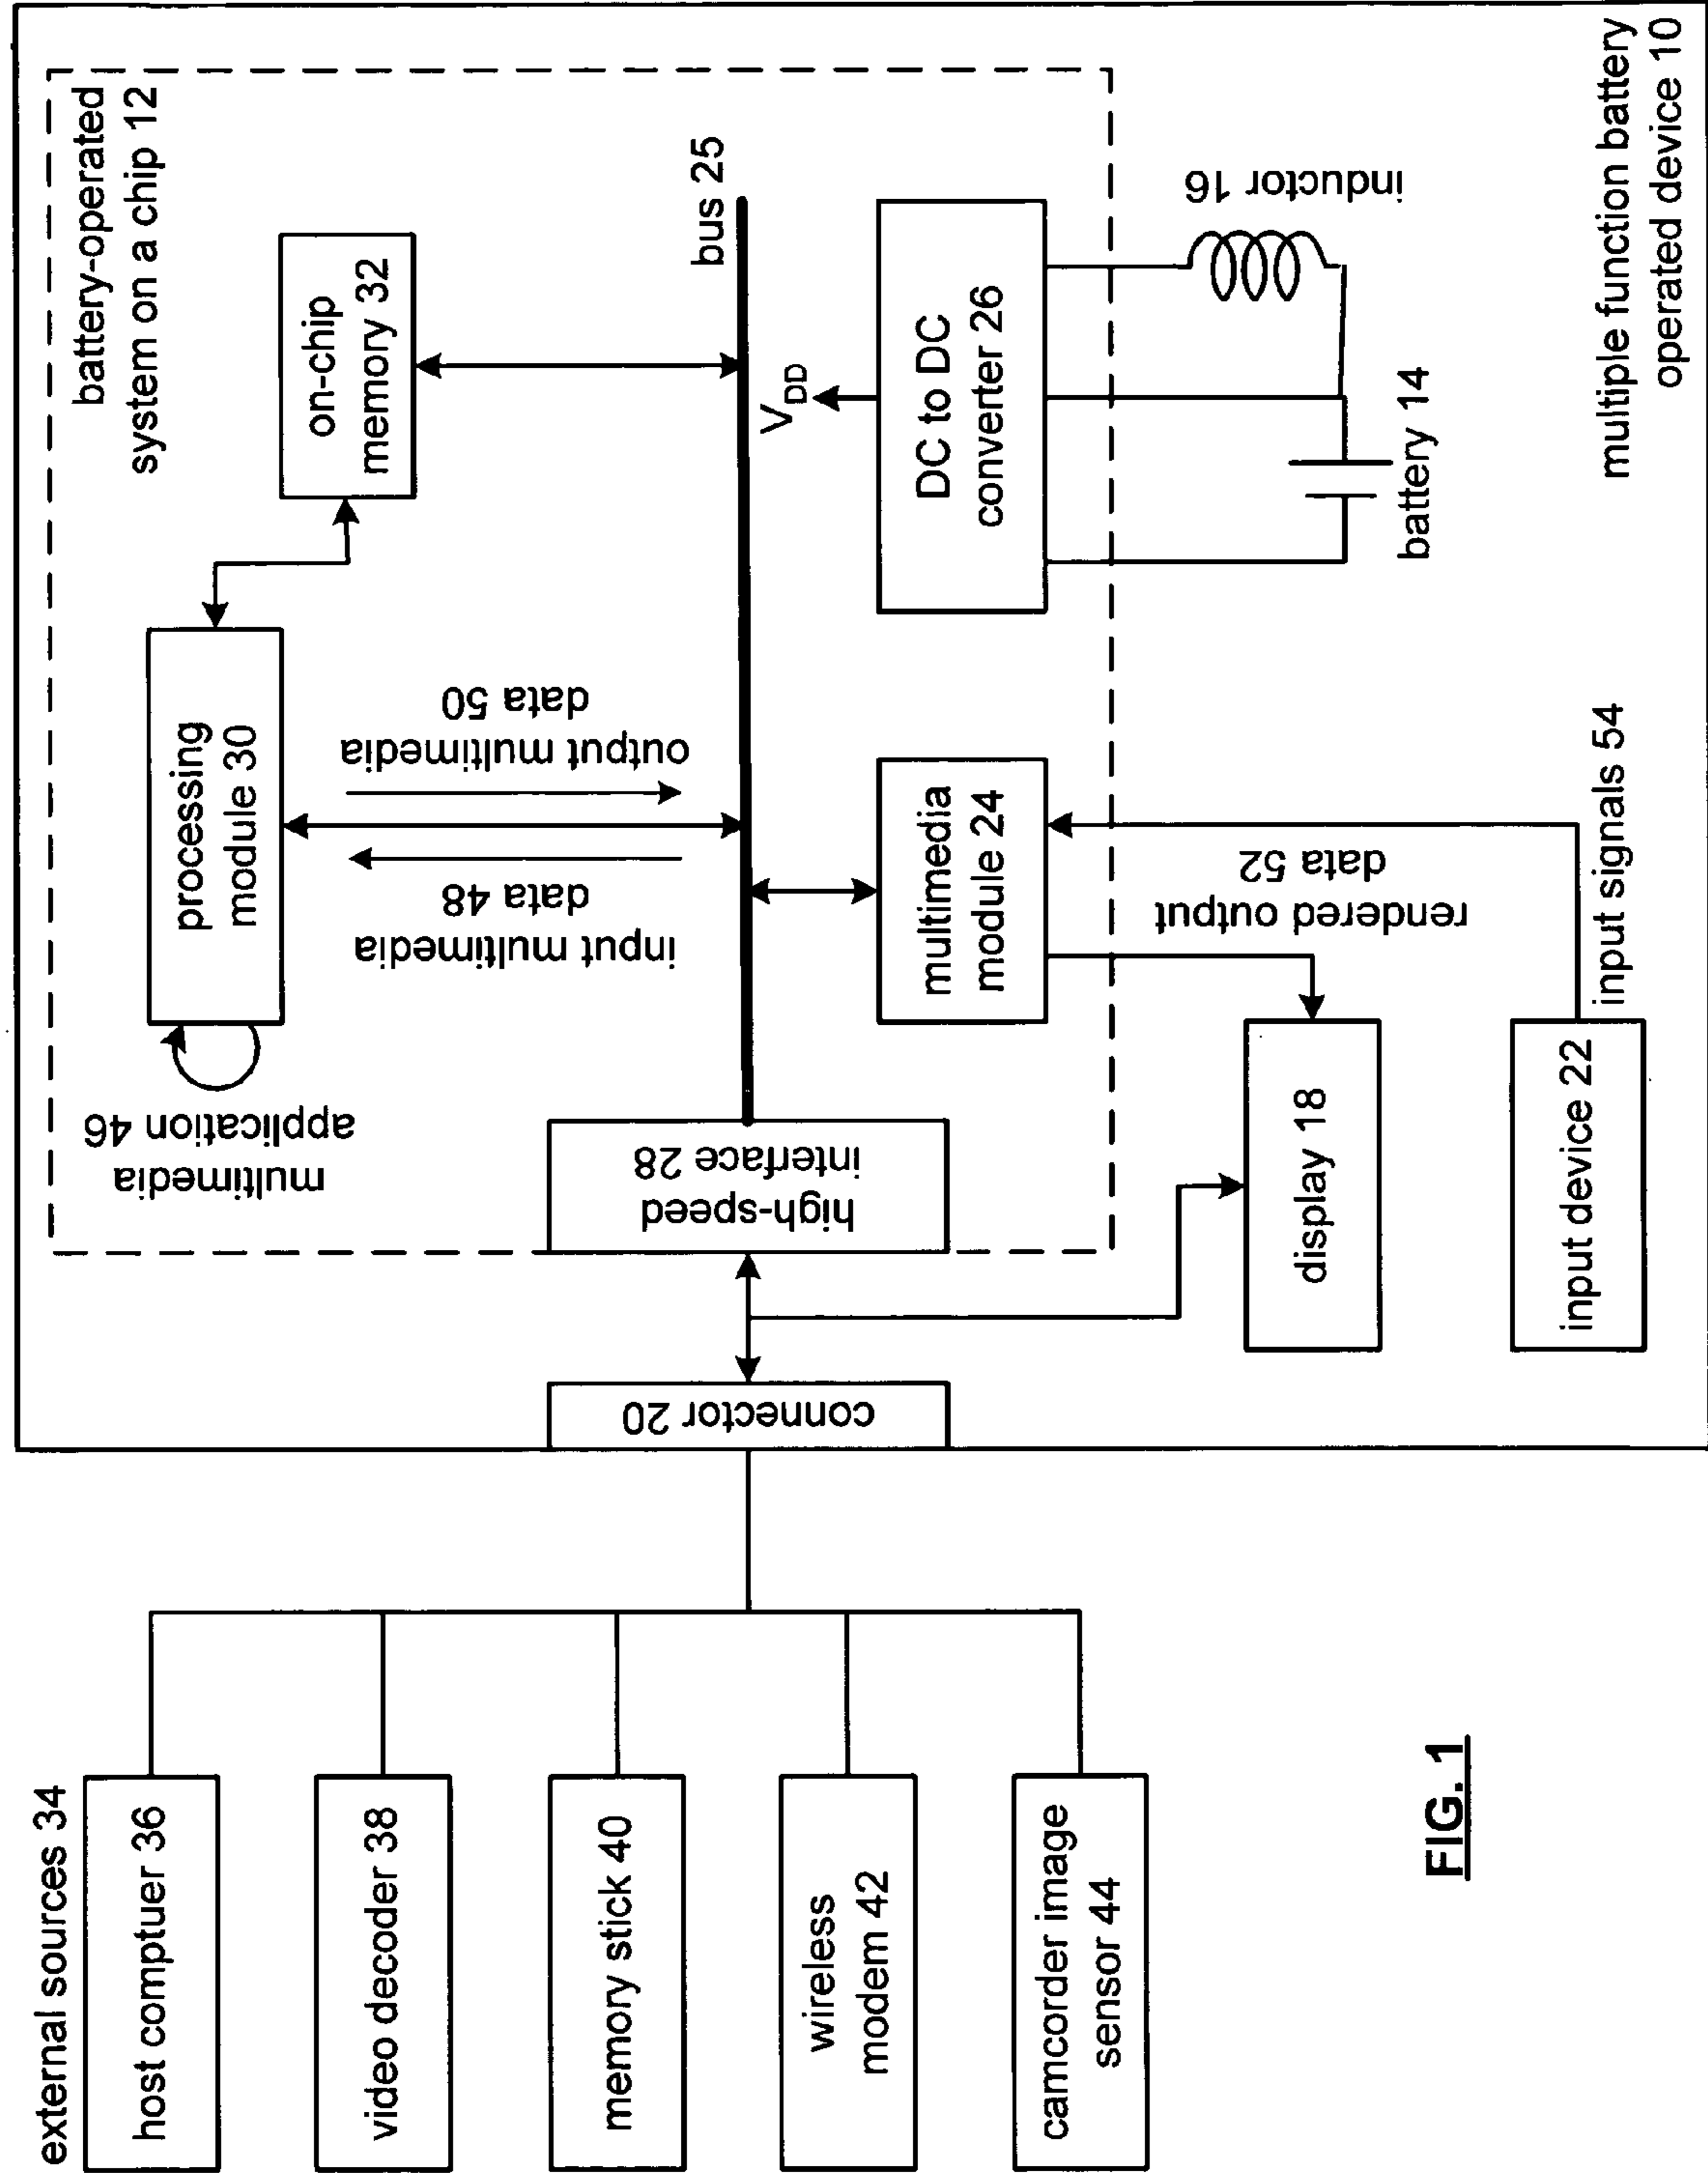 external sources 34
host comptuer 36
video decoder 38
memory stick 40
wireless
modem 42
camcorder image
sensor 44
connector 20
high-speed
interface 28
multimedia
application 46
processing
module 30
input multimedia
data 48
output multimedia
data 50
on-chip
memory 32
battery-operated
system on a chip 12
bus 25
V
DD
multimedia
module 24
DC to DC
converter 26
inductor 16
battery 14
rendered output
data 52
display 18
input device 22
input signals 54
multiple function battery
operated device 10
FIG. 1